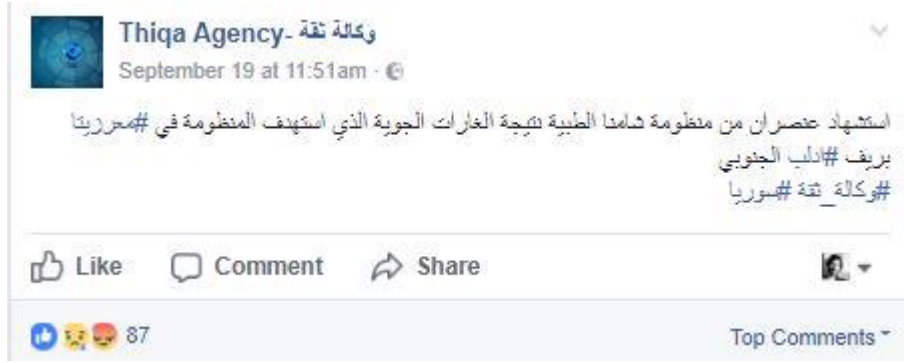 Thiqa Agency- وكالة ثقة
September 19 at 11:51am ·
استشهاد عنصران من منظومة شامنا الطبية نتيجة الغارات الجوية الذي استهدف المنظومة في #معرزيتا
بريف #ادلب الجنوبي
#وكالة_ثقة #سوريا
Like Comment Share
87 Top Comments